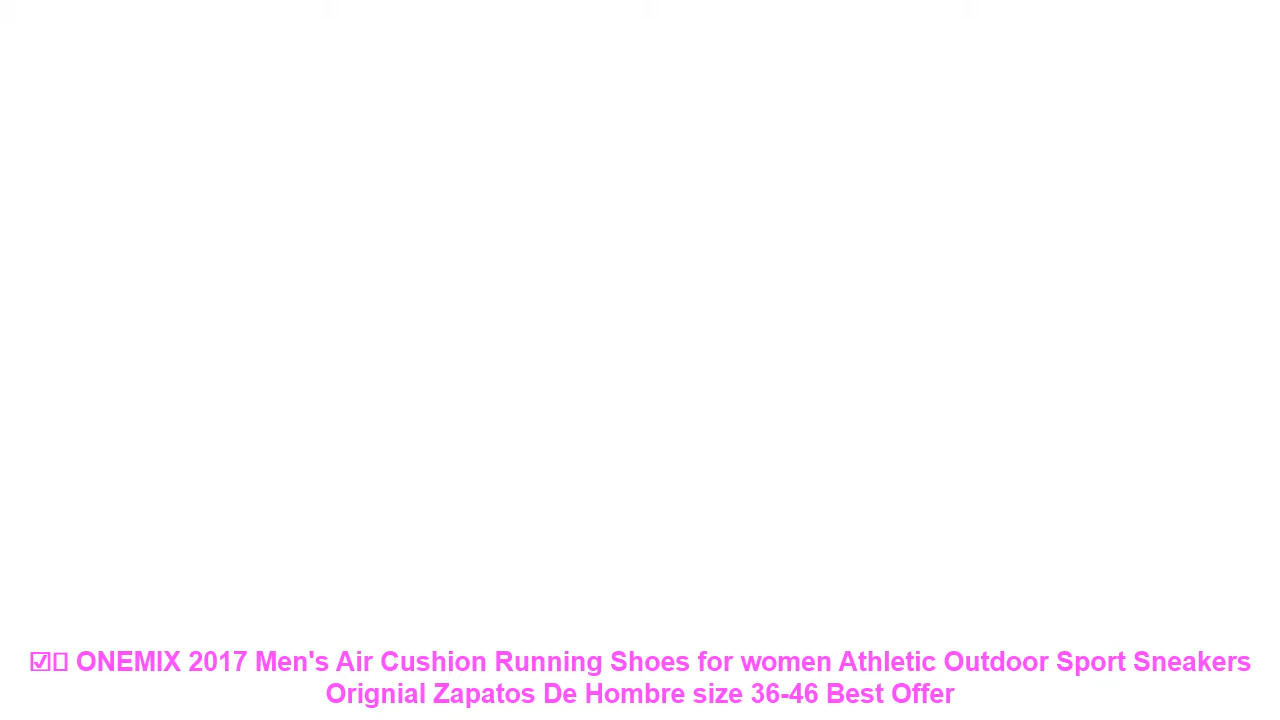 ☑ ONEMIX 2017 Men's Air Cushion Running Shoes for women Athletic Outdoor Sport Sneakers
Orignial Zapatos De Hombre size 36-46 Best Offer